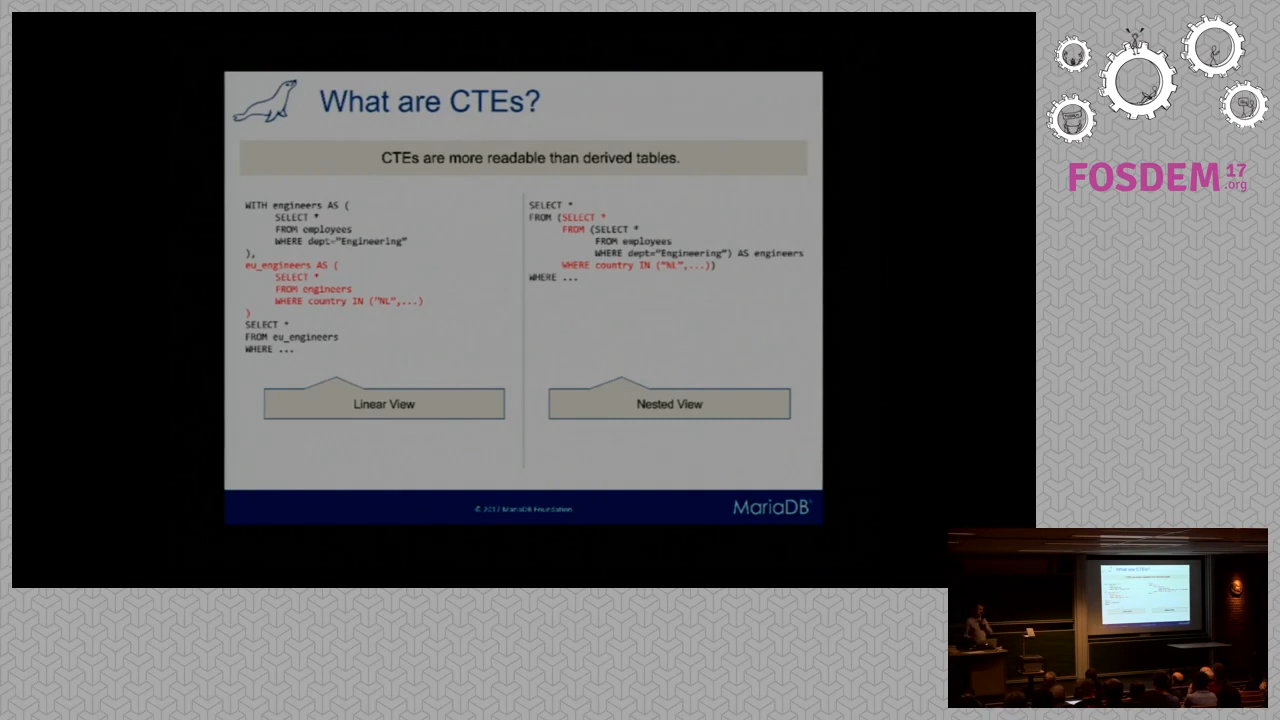 What are CTEs?
CTEs are more readable than derived tables.
WITH engineers AS (
SELECT *
FROM employees
WHERE dept="Engineering"
),
eu_engineers AS (
SELECT *
FROM engineers
WHERE country IN ("NL",...)
)
SELECT *
FROM eu_engineers
WHERE ...
Linear View
SELECT *
FROM (SELECT *
FROM (SELECT *
FROM employees
WHERE dept="Engineering") AS engineers
WHERE country IN ("NL",...))
WHERE ...
Nested View
© 2017 MariaDB Foundation
MariaDB
FOSDEM 17
.org